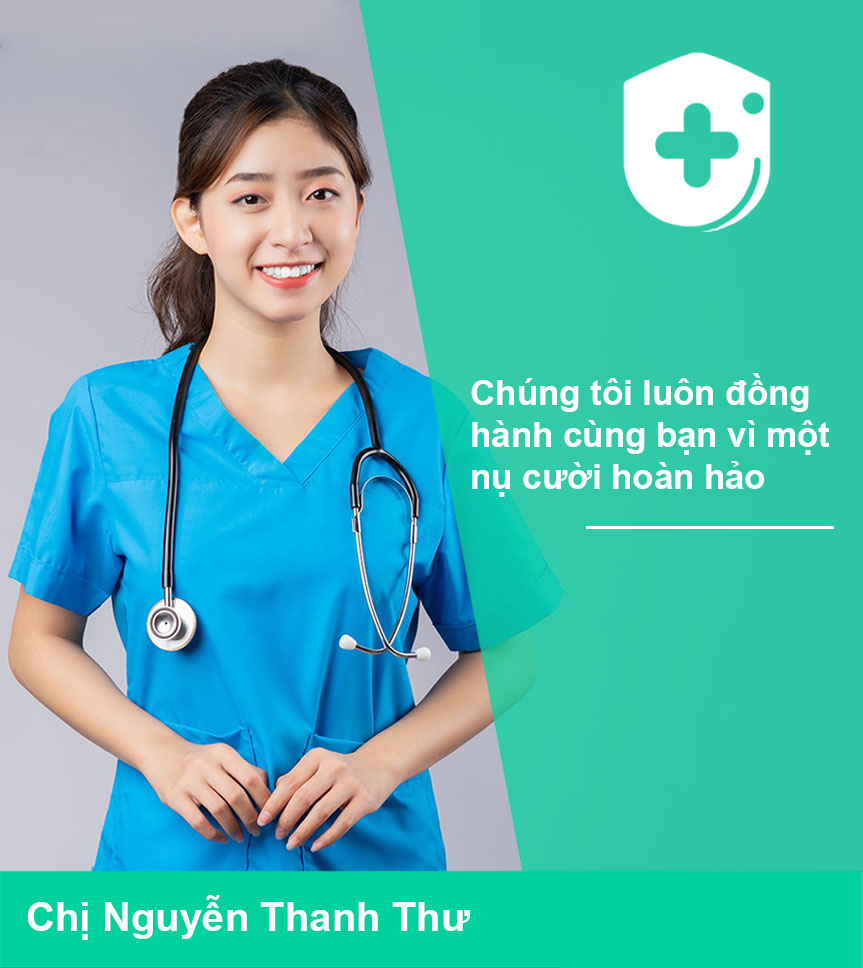 Chúng tôi luôn đồng
hành cùng bạn vì một
nụ cười hoàn hảo
Chị Nguyễn Thanh Thư